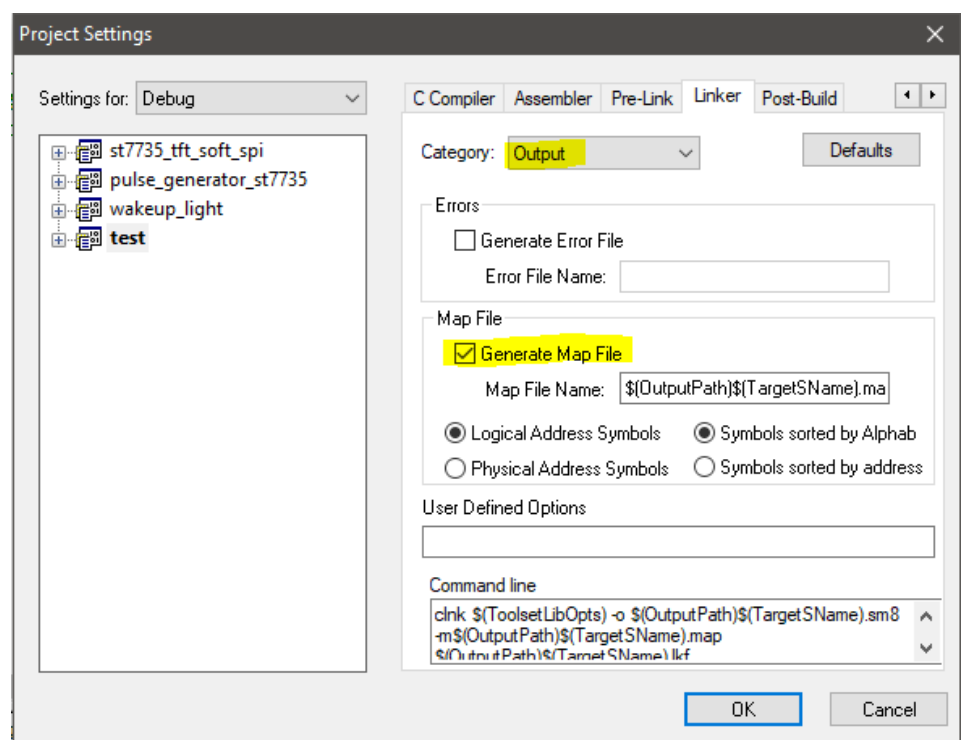 Project Settings
Settings for: Debug
C Compiler Assembler Pre-Link Linker Post-Build
st7735_tft_soft_spi
pulse_generator_st7735
wakeup_light
test
Category: Output Defaults
Errors
Generate Error File
Error File Name:
Map File
Generate Map File
Map File Name: $(OutputPath)$(TargetSName).ma
Logical Address Symbols Symbols sorted by Alphab
Physical Address Symbols Symbols sorted by address
User Defined Options
Command line
clnk $(ToolsetLibOpts) -o $(OutputPath)$(TargetSName).sm8
-m$(OutputPath)$(TargetSName).map
$(OutputPath)$(TargetSName).lkf
OK Cancel